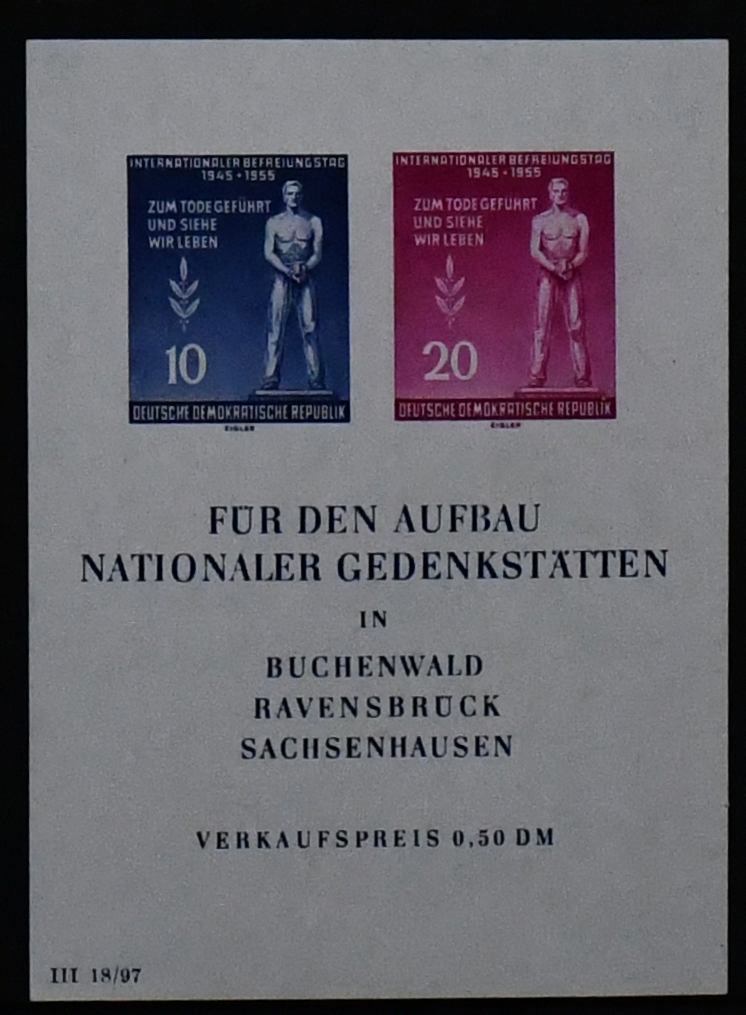 INTERNATIONALER BEFREIUNGSTAG
1945 • 1955
ZUM TODE GEFÜHRT
UND SIEHE
WIR LEBEN
10
DEUTSCHE DEMOKRATISCHE REPUBLIK
EIGLER
INTERNATIONALER BEFREIUNGSTAG
1945 • 1955
ZUM TODE GEFÜHRT
UND SIEHE
WIR LEBEN
20
DEUTSCHE DEMOKRATISCHE REPUBLIK
EIGLER
FÜR DEN AUFBAU
NATIONALER GEDENKSTÄTTEN
IN
BUCHENWALD
RAVENSBRÜCK
SACHSENHAUSEN
VERKAUFSPREIS 0,50 DM
III 18/97